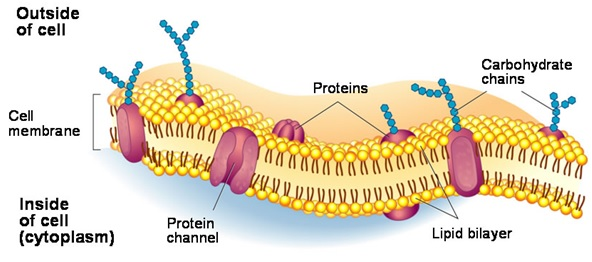 Outside
of cell
Carbohydrate
chains
Proteins
Cell
membrane
Inside
of cell
(cytoplasm)
Protein
channel
Lipid bilayer